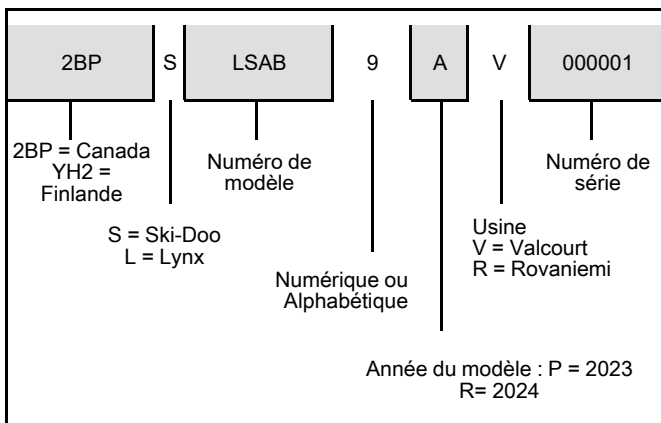 2BP S LSAB 9 A V 000001
2BP = Canada
YH2 =
Finlande
Numéro de
modèle
Numéro de
série
S = Ski-Doo
L = Lynx
Usine
V = Valcourt
R = Rovaniemi
Numérique ou
Alphabétique
Année du modèle : P = 2023
R= 2024